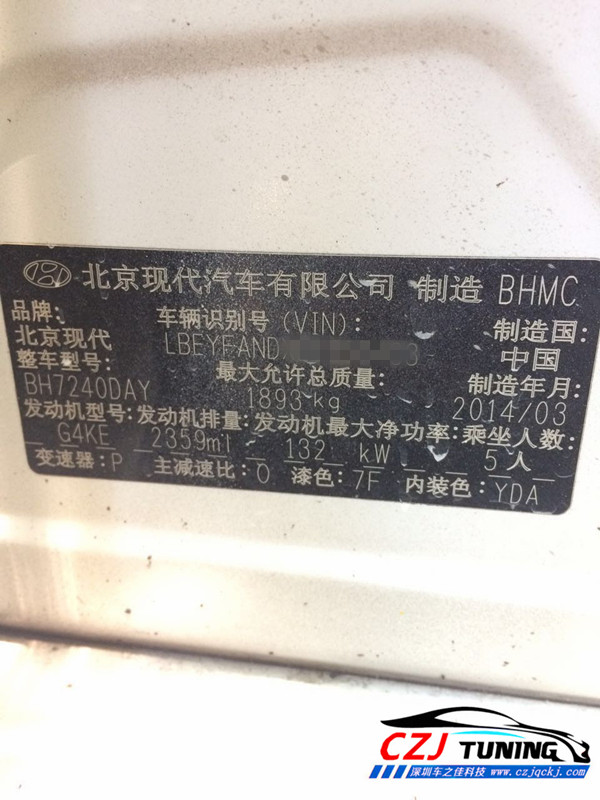 北京现代汽车有限公司 制造 BHMC
品牌: 车辆识别号(VIN): 制造国:
北京现代 LBEYFAND 3 中国
整车型号: 最大允许总质量: 制造年月:
BH7240DAY 1893 kg 2014/03
发动机型号: 发动机排量: 发动机最大净功率: 乘坐人数:
G4KE 2359ml 132 kW 5人
变速器: P 主减速比: O 漆色: 7F 内装色: YDA
CZJ TUNING
深圳车之佳科技 www.czjqckj.com